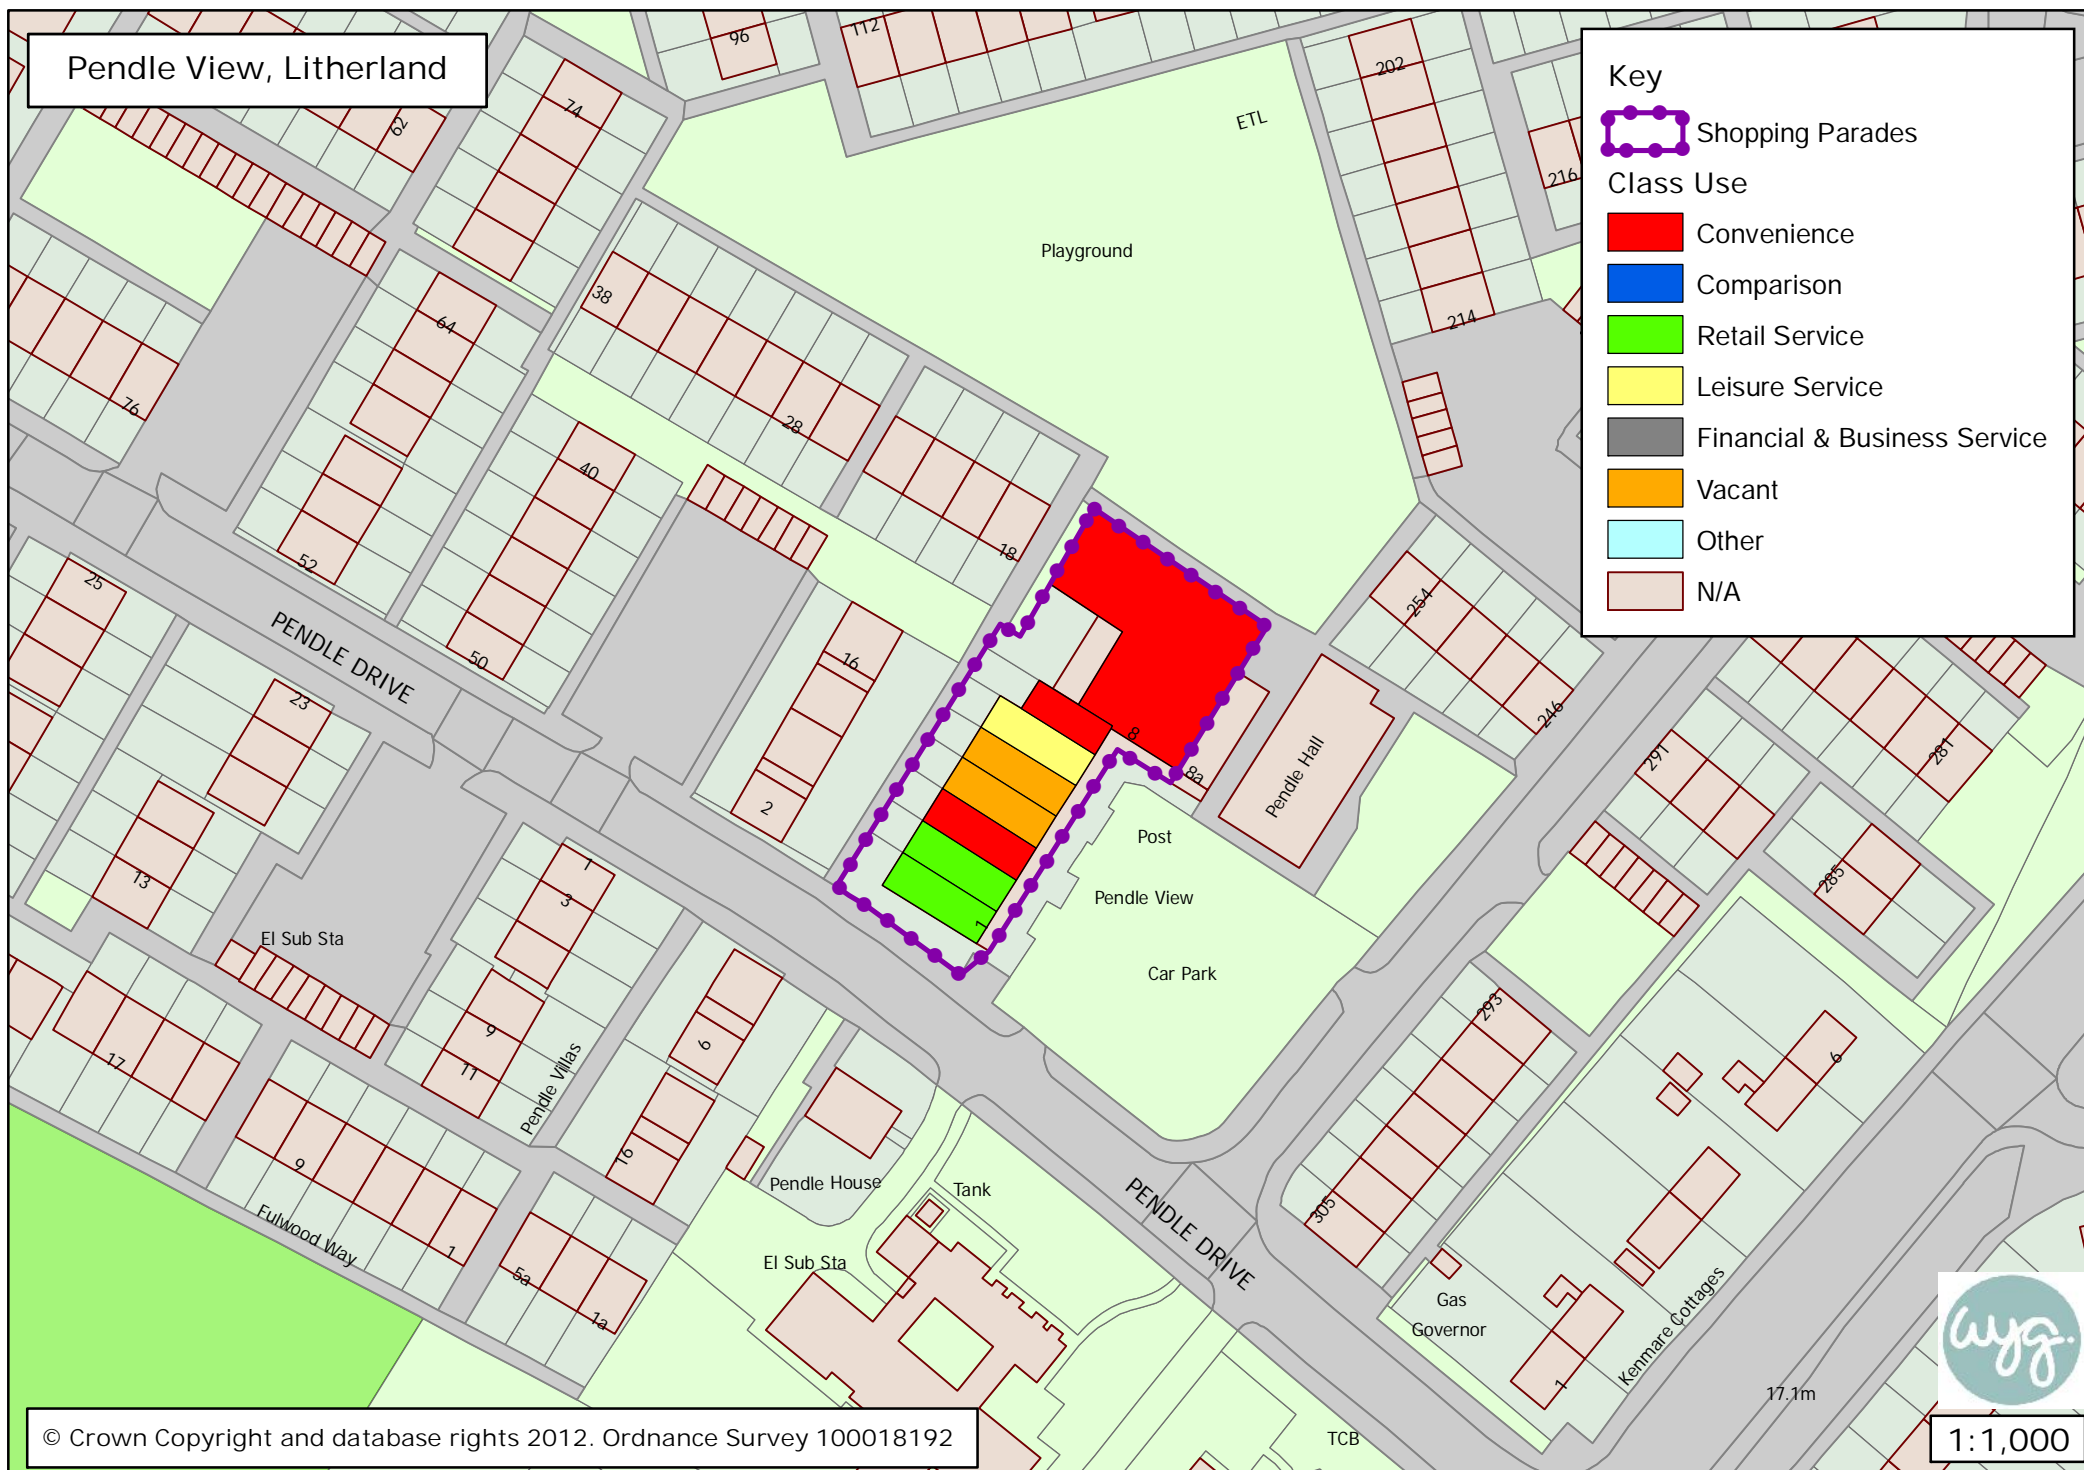 Pendle View, Litherland
Key
Shopping Parades
Class Use
Convenience
Comparison
Retail Service
Leisure Service
Financial & Business Service
Vacant
Other
N/A
96
112
202
ETL
74
62
216
Playground
38
64
214
76
28
40
18
52
25
254
PENDLE DRIVE
50
16
23
246
8
291
281
Pendle Hall
8a
2
Post
1
3
13
285
Pendle View
1
El Sub Sta
Car Park
293
9
6
6
17
11
Pendle Villas
16
9
Pendle House
Tank
PENDLE DRIVE
305
Fulwood Way
1
El Sub Sta
5a
1a
Gas
Governor
Kenmare Cottages
1
17.1m
TCB
ayg.
© Crown Copyright and database rights 2012. Ordnance Survey 100018192
1:1,000